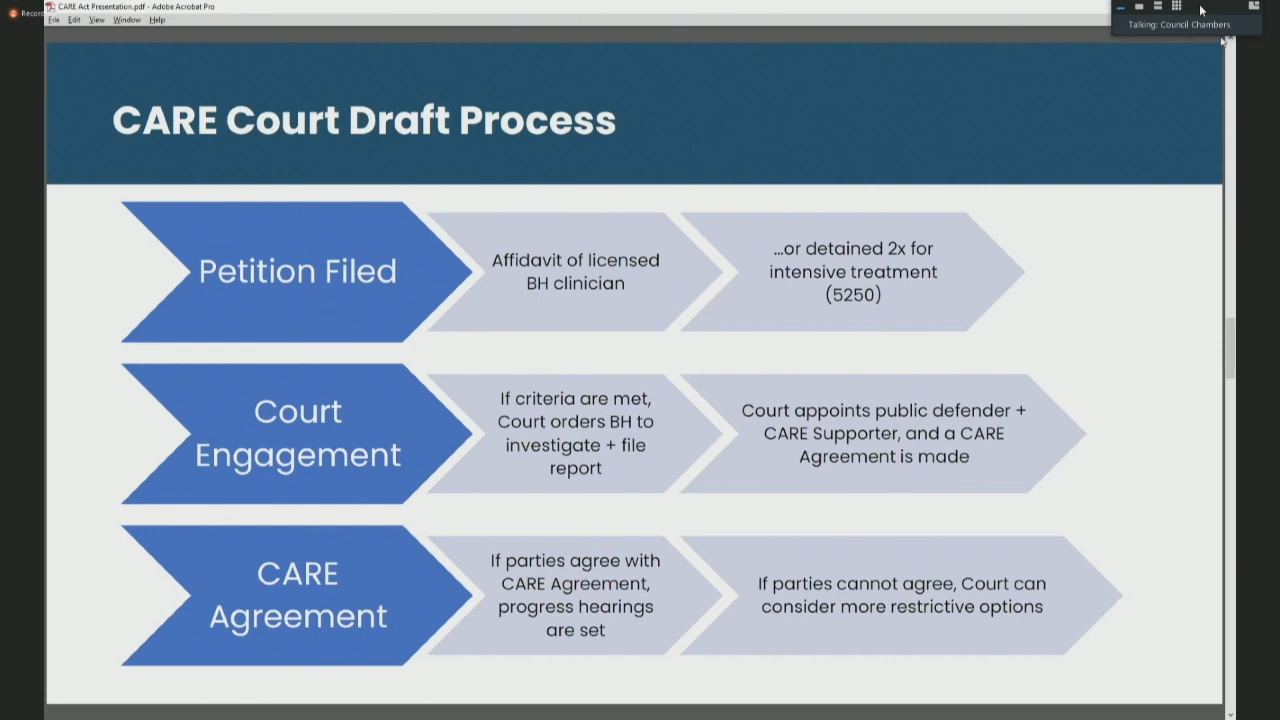 Recor
CARE Act Presentation.pdf - Adobe Acrobat Pro
File Edit View Window Help
Talking: Council Chambers
CARE Court Draft Process
Petition Filed
Affidavit of licensed
BH clinician
...or detained 2x for
intensive treatment
(5250)
Court
Engagement
If criteria are met,
Court orders BH to
investigate + file
report
Court appoints public defender +
CARE Supporter, and a CARE
Agreement is made
CARE
Agreement
If parties agree with
CARE Agreement,
progress hearings
are set
If parties cannot agree, Court can
consider more restrictive options